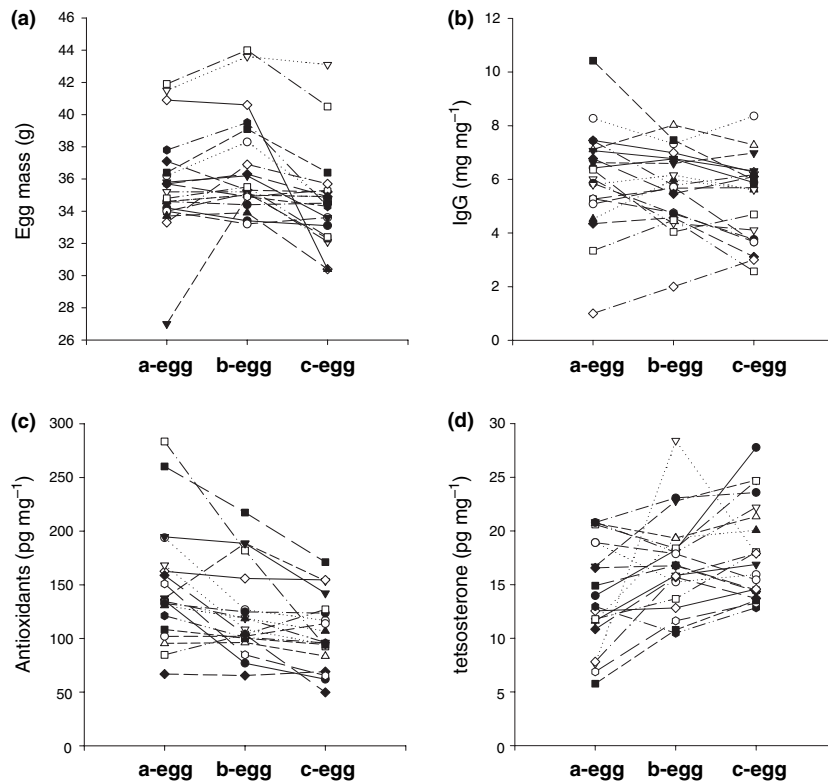 (a)
46
44
42
40
38
36
34
32
30
28
26
Egg mass (g)
a-egg b-egg c-egg
(b)
12
10
8
6
4
2
0
IgG (mg mg⁻¹)
a-egg b-egg c-egg
(c)
300
250
200
150
100
50
0
Antioxidants (pg mg⁻¹)
a-egg b-egg c-egg
(d)
30
25
20
15
10
5
0
tetsosterone (pg mg⁻¹)
a-egg b-egg c-egg